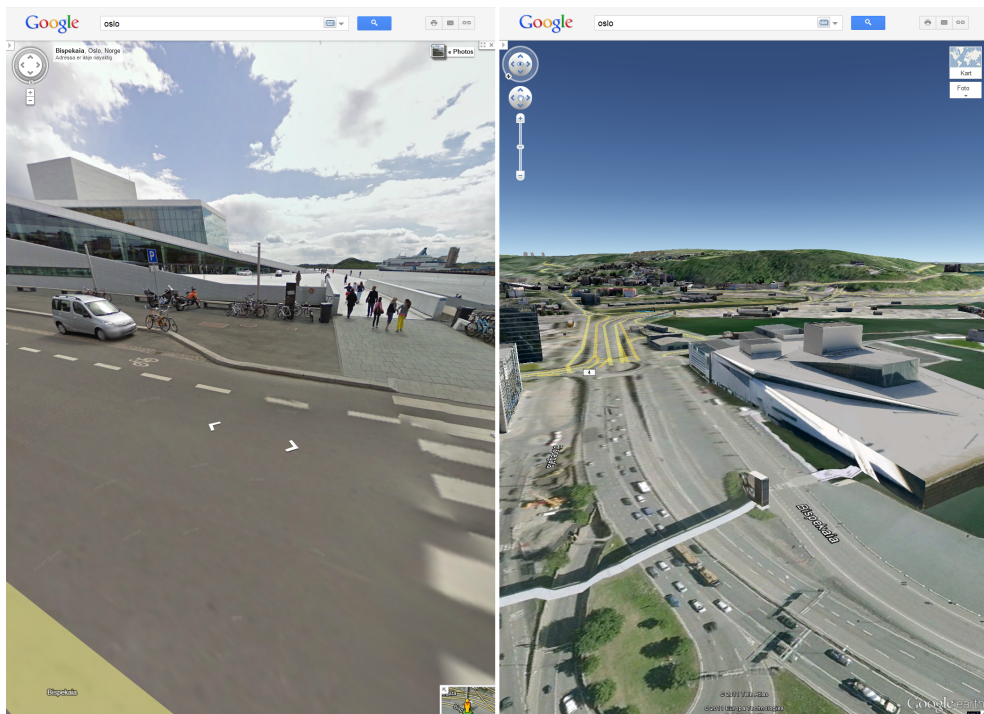 Google
oslo
Bispekaia, Oslo, Norge
Adressa er ikkje nøyaktig
« Photos
P
Bispekaia
Google
oslo
Kart
Foto
4
Bispekaia
©2011 Tele Atlas
©2011 Europa Technologies
Google earth